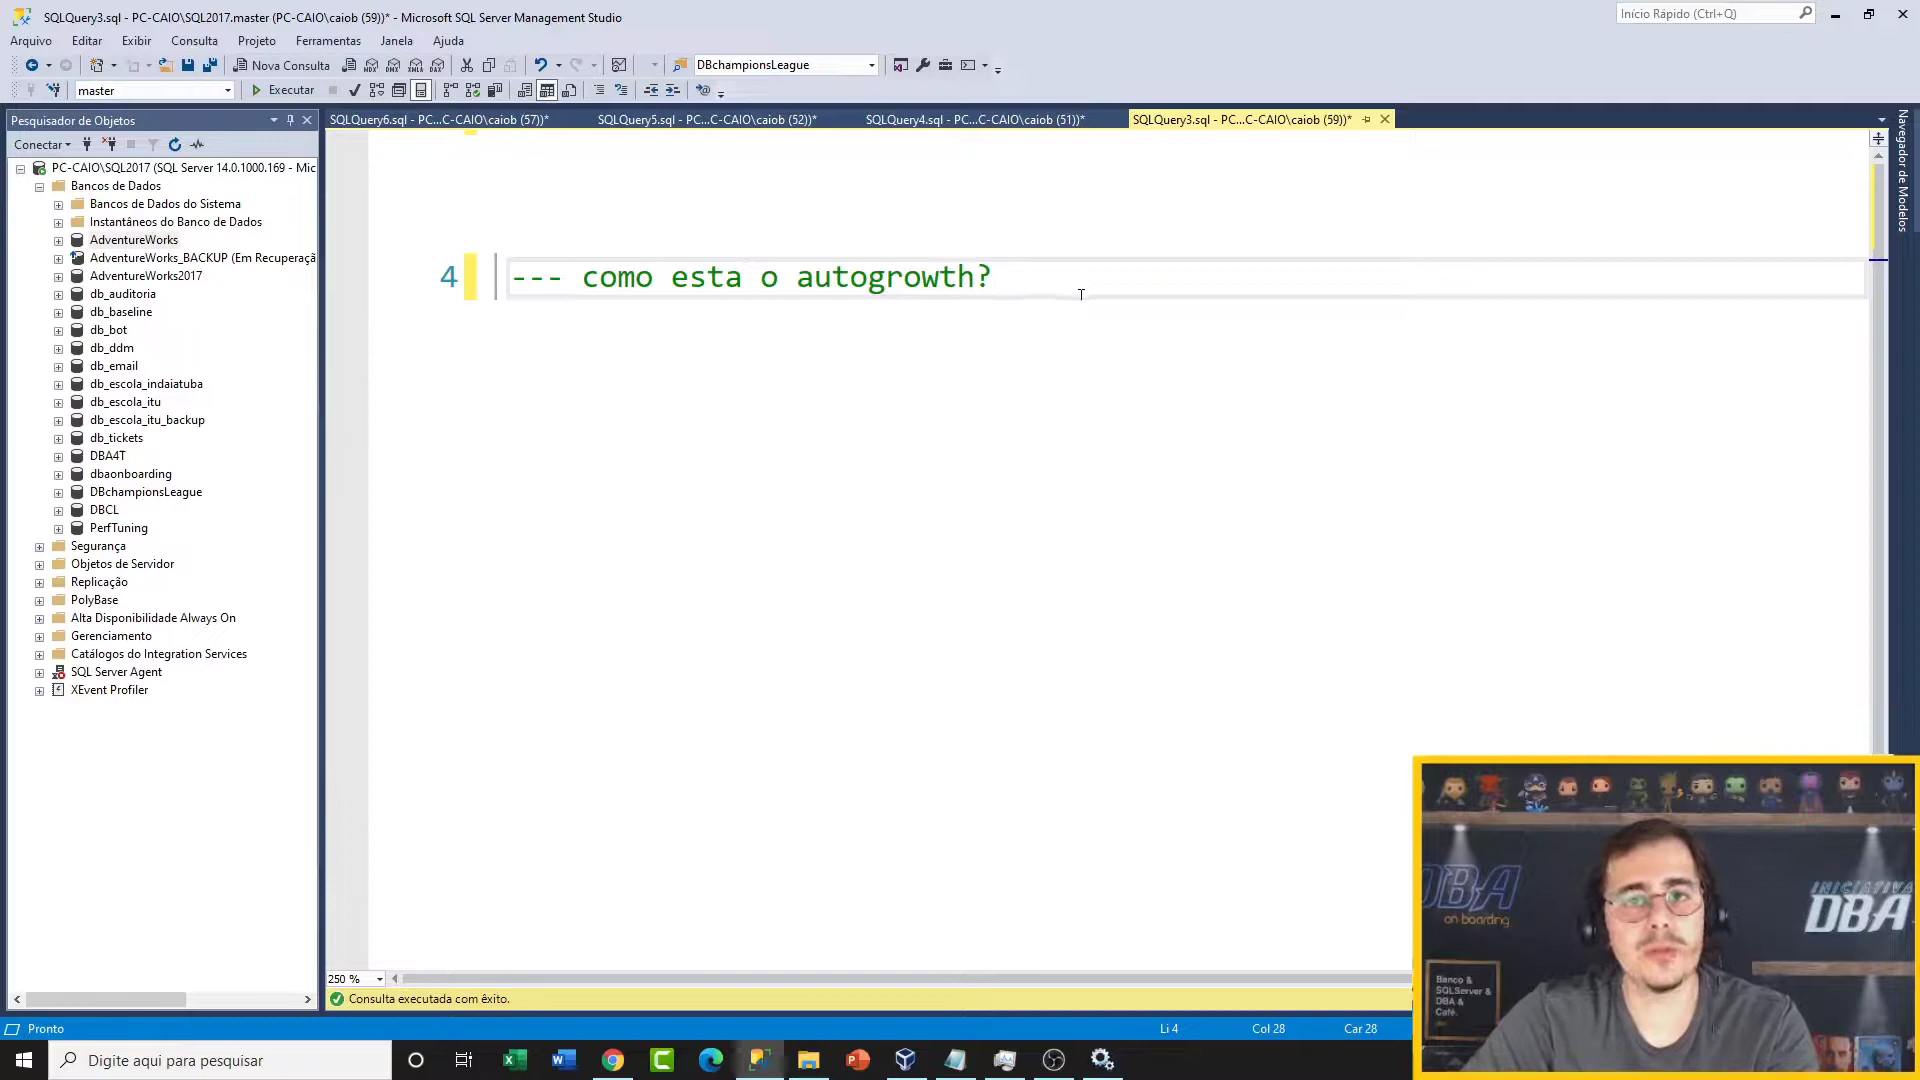 SQLQuery3.sql - PC-CAIO\SQL2017.master (PC-CAIO\caiob (59))* - Microsoft SQL Server Management Studio
Início Rápido (Ctrl+Q)
Arquivo Editar Exibir Consulta Projeto Ferramentas Janela Ajuda
Nova Consulta
DBchampionsLeague
master
Executar
Pesquisador de Objetos
SQLQuery6.sql - PC...C-CAIO\caiob (57))*
SQLQuery5.sql - PC...C-CAIO\caiob (52))*
SQLQuery4.sql - PC...C-CAIO\caiob (51))*
SQLQuery3.sql - PC...C-CAIO\caiob (59))*
Navegador de Modelos
Conectar
PC-CAIO\SQL2017 (SQL Server 14.0.1000.169 - Mic
Bancos de Dados
Bancos de Dados do Sistema
Instantâneos do Banco de Dados
AdventureWorks
AdventureWorks_BACKUP (Em Recuperaçã
AdventureWorks2017
db_auditoria
db_baseline
db_bot
db_ddm
db_email
db_escola_indaiatuba
db_escola_itu
db_escola_itu_backup
db_tickets
DBA4T
dbaonboarding
DBchampionsLeague
DBCL
PerfTuning
Segurança
Objetos de Servidor
Replicação
PolyBase
Alta Disponibilidade Always On
Gerenciamento
Catálogos do Integration Services
SQL Server Agent
XEvent Profiler
4 --- como esta o autogrowth?
250 %
Consulta executada com êxito.
Pronto
Li 4
Col 28
Car 28
DBA
on boarding
INICIATIVA
DBA
Banco &
SQLServer &
DBA &
Café.
Digite aqui para pesquisar